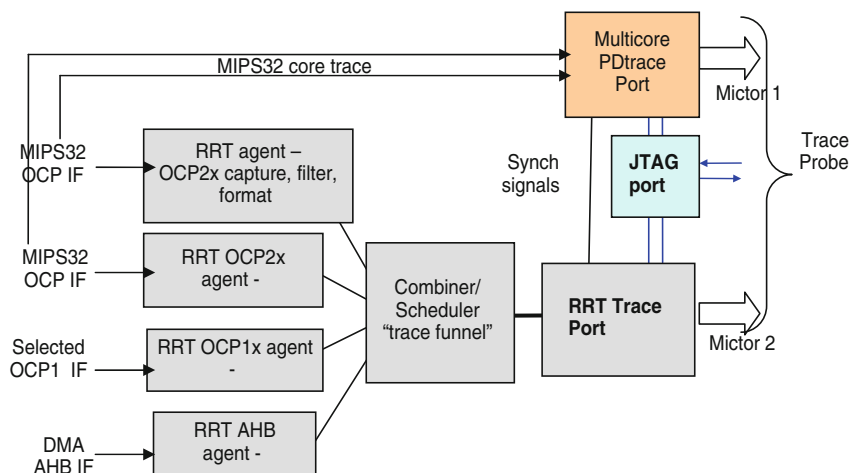 Multicore
PDtrace
Port
MIPS32 core trace
Mictor 1
MIPS32
OCP IF
RRT agent –
OCP2x capture, filter,
format
Synch
signals
JTAG
port
Trace
Probe
MIPS32
OCP IF
RRT OCP2x
agent -
Combiner/
Scheduler
“trace funnel”
RRT Trace
Port
Mictor 2
Selected
OCP1 IF
RRT OCP1x agent
-
DMA
AHB IF
RRT AHB
agent -